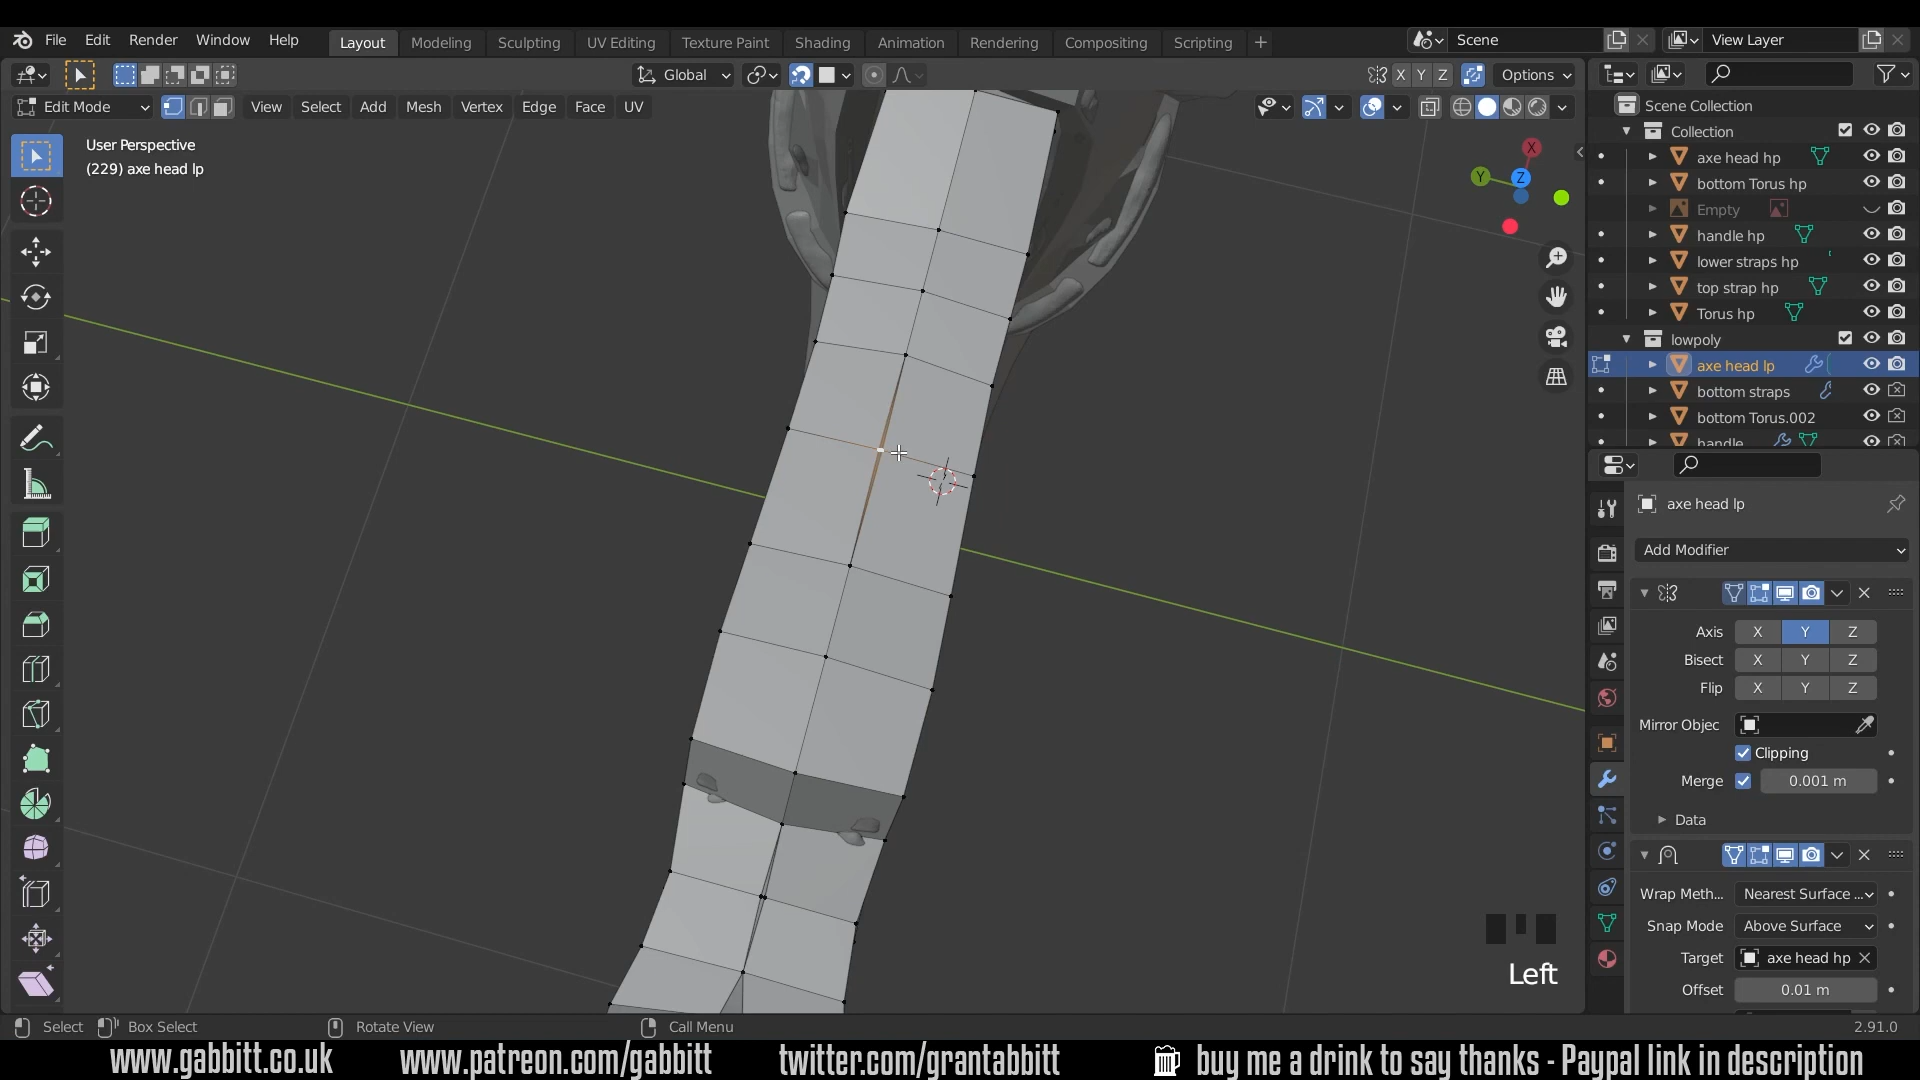 File Edit Render Window Help Layout Modeling Sculpting UV Editing Texture Paint Shading Animation Rendering Compositing Scripting + Scene View Layer
Global X Y Z Options
Edit Mode View Select Add Mesh Vertex Edge Face UV
User Perspective
(229) axe head lp
X
Y
Z
Scene Collection
Collection
axe head hp
bottom Torus hp
Empty
handle hp
lower straps hp
top strap hp
Torus hp
lowpoly
axe head lp
bottom straps
bottom Torus.002
handle
axe head lp
Add Modifier
Axis X Y Z
Bisect X Y Z
Flip X Y Z
Mirror Objec
Clipping
Merge 0.001 m
Data
Wrap Meth... Nearest Surface ...
Snap Mode Above Surface
Target axe head hp
Offset 0.01 m
Left
Select Box Select Rotate View Call Menu 2.91.0
www.gabbitt.co.uk www.patreon.com/gabbitt twitter.com/grantabbitt buy me a drink to say thanks - Paypal link in description